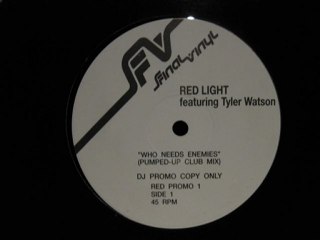 FV
final vinyl
RED LIGHT
featuring Tyler Watson
"WHO NEEDS ENEMIES"
(PUMPED-UP CLUB MIX)
DJ PROMO COPY ONLY
RED PROMO 1
SIDE 1
45 RPM